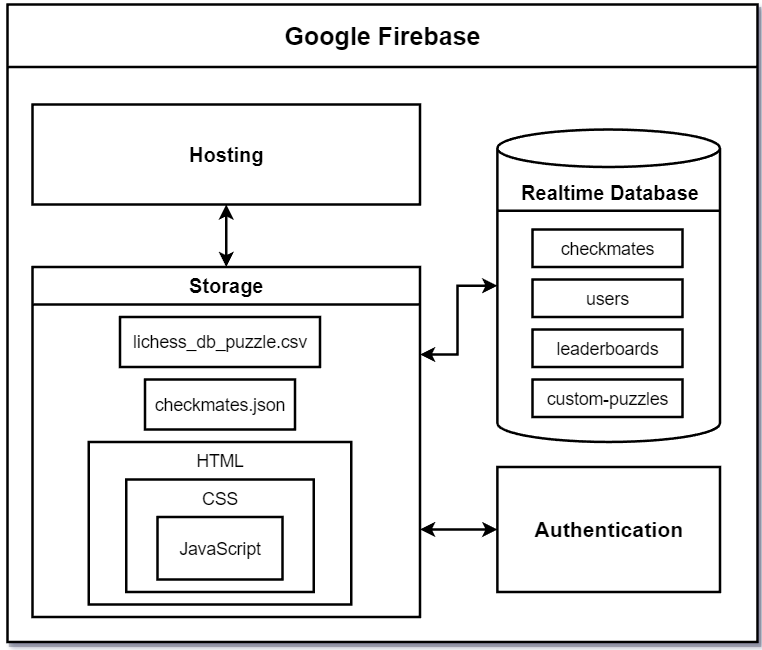 Google Firebase
Hosting
Storage
lichess_db_puzzle.csv
checkmates.json
HTML
CSS
JavaScript
Realtime Database
checkmates
users
leaderboards
custom-puzzles
Authentication